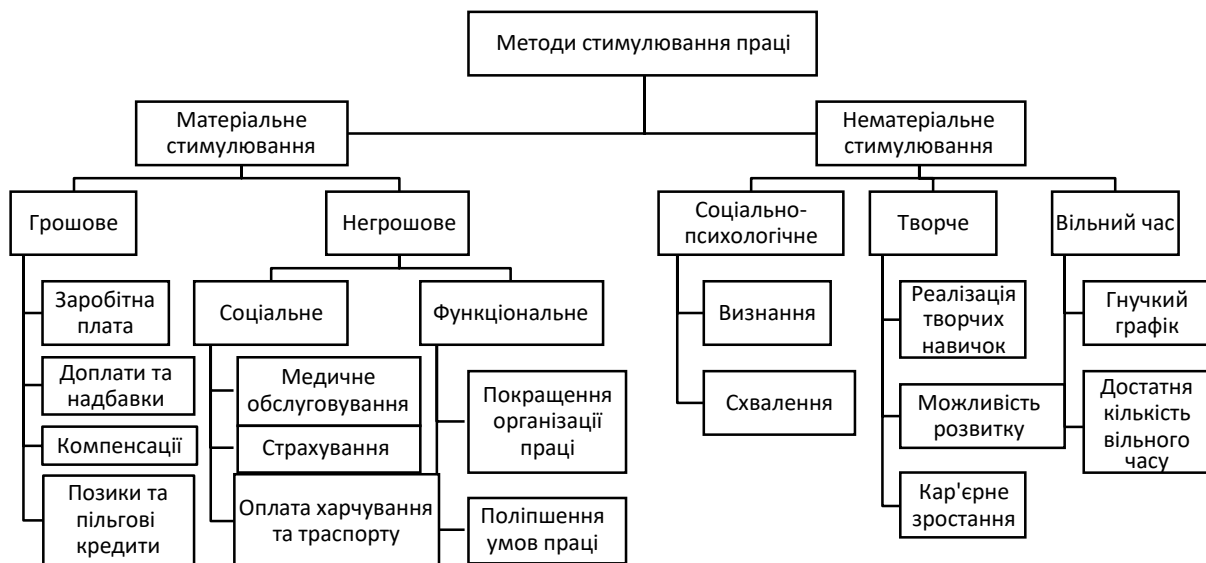 Методи стимулювання праці
Матеріальне
стимулювання
Нематеріальне
стимулювання
Грошове
Негрошове
Соціально-
психологічне
Творче
Вільний час
Заробітна
плата
Доплати та
надбавки
Компенсації
Позики та
пільгові
кредити
Соціальне
Медичне
обслуговування
Страхування
Оплата харчування
та траспорту
Функціональне
Покращення
організації
праці
Поліпшення
умов праці
Визнання
Схвалення
Реалізація
творчих
навичок
Можливість
розвитку
Кар'єрне
зростання
Гнучкий
графік
Достатня
кількість
вільного
часу